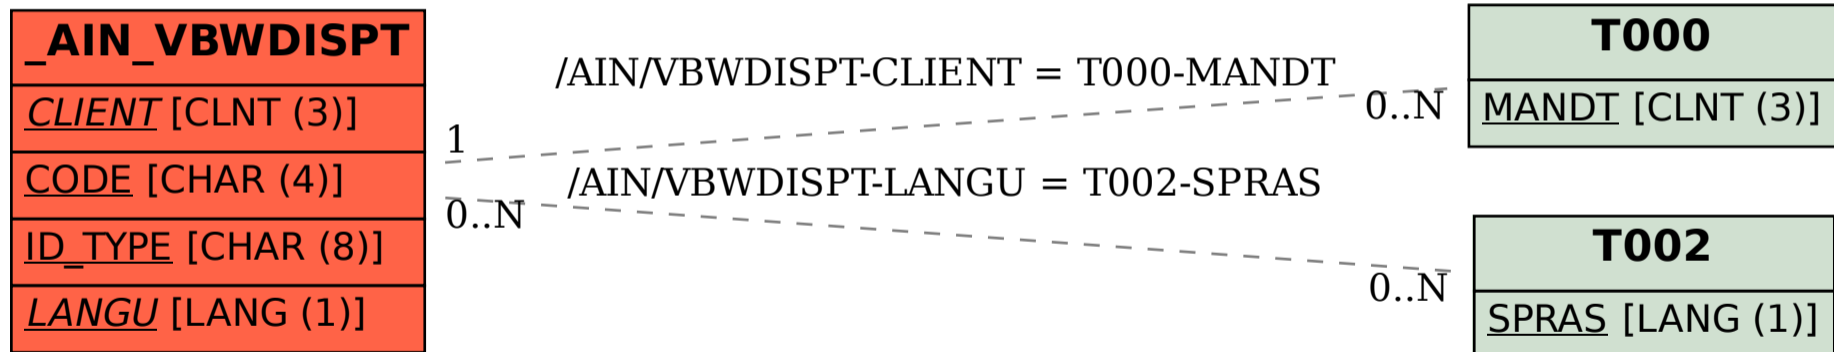 _AIN_VBWDISPT
CLIENT [CLNT (3)]
CODE [CHAR (4)]
ID_TYPE [CHAR (8)]
LANGU [LANG (1)]
/AIN/VBWDISPT-CLIENT = T000-MANDT
1
0..N
/AIN/VBWDISPT-LANGU = T002-SPRAS
0..N
0..N
T000
MANDT [CLNT (3)]
T002
SPRAS [LANG (1)]